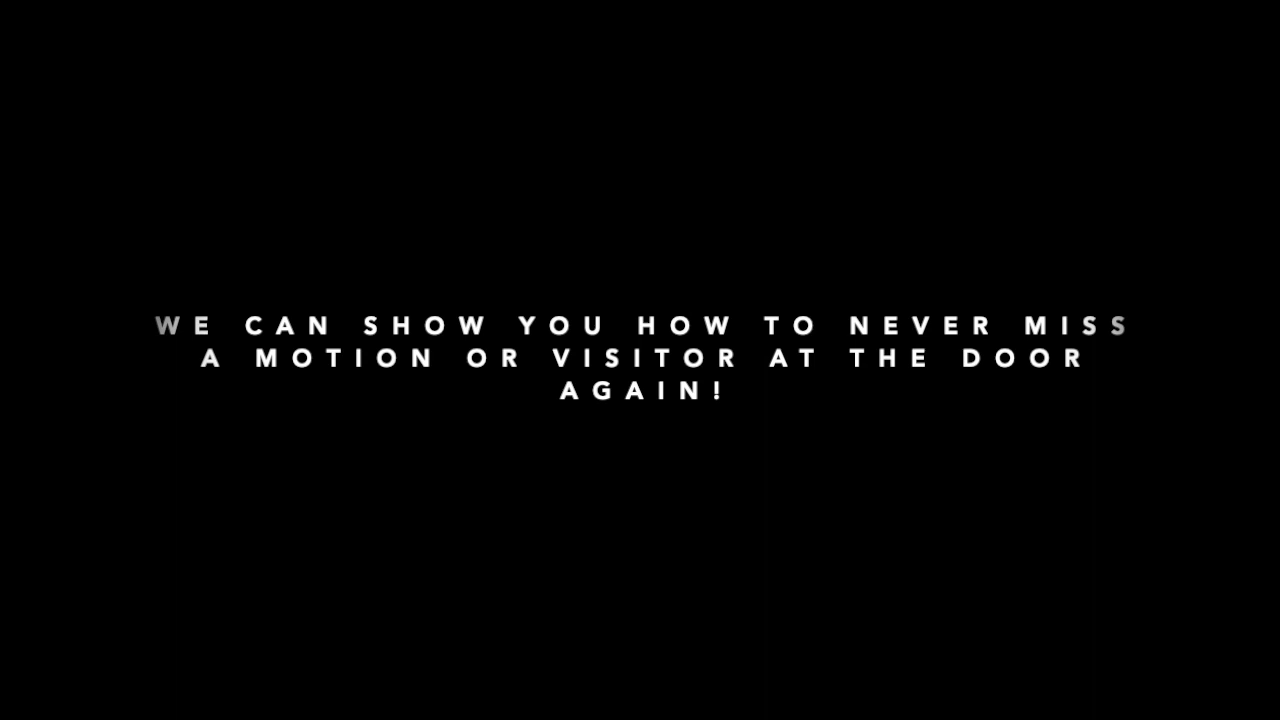 WE CAN SHOW YOU HOW TO NEVER MISS
A MOTION OR VISITOR AT THE DOOR
AGAIN!